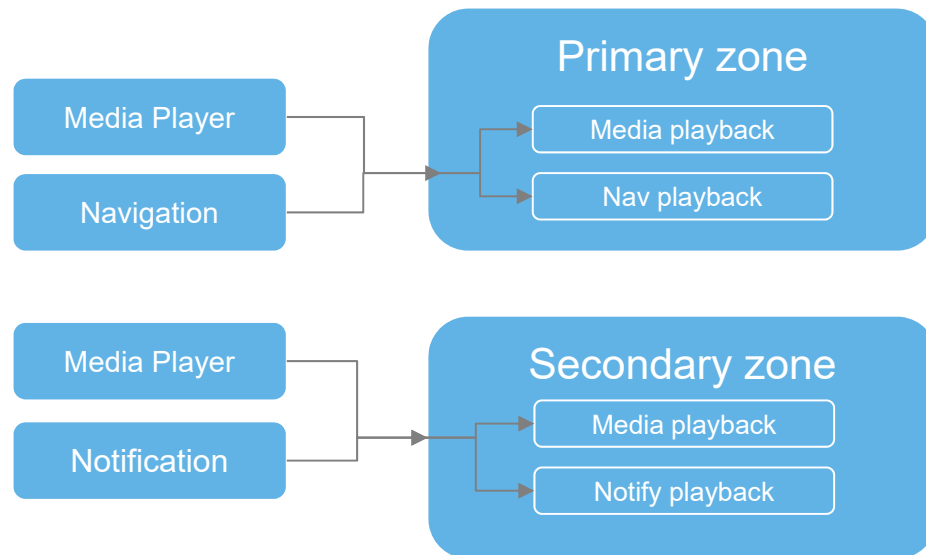 Primary zone
Media Player
Media playback
Navigation
Nav playback
Secondary zone
Media Player
Media playback
Notification
Notify playback